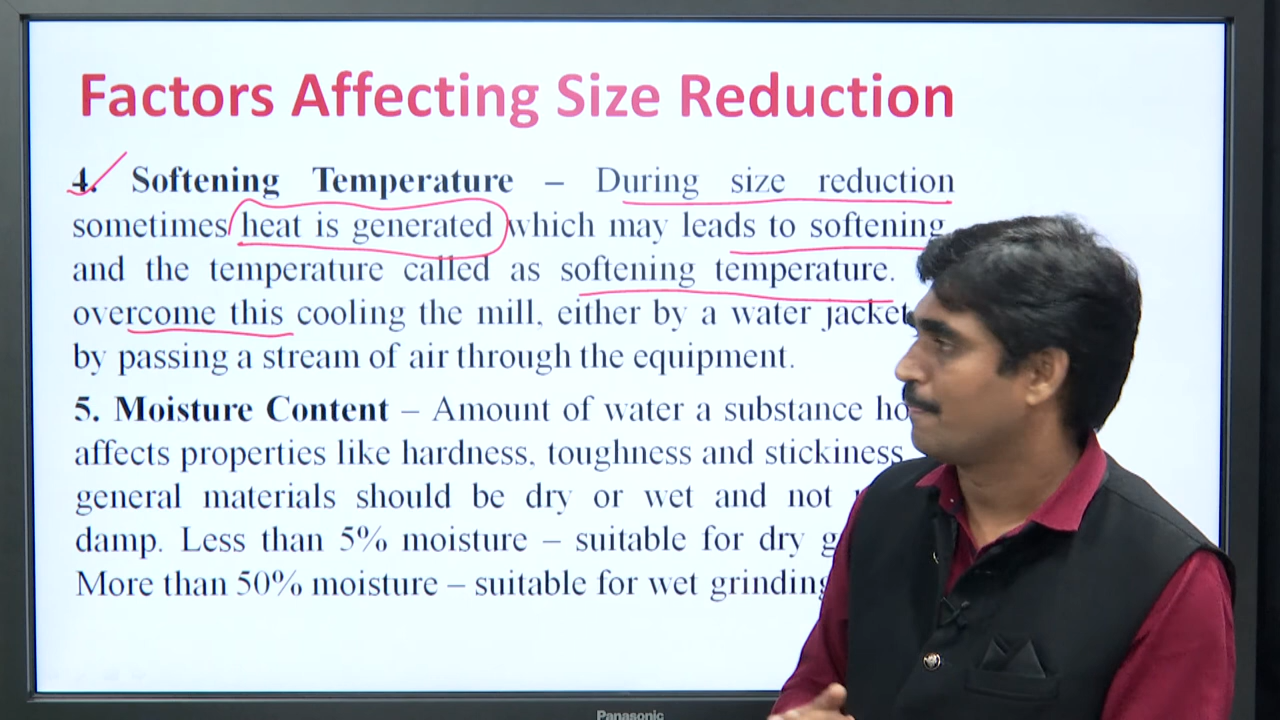 Factors Affecting Size Reduction
4. Softening Temperature – During size reduction
sometimes heat is generated which may leads to softening
and the temperature called as softening temperature.
overcome this cooling the mill, either by a water jacket
by passing a stream of air through the equipment.
5. Moisture Content – Amount of water a substance
affects properties like hardness, toughness and stickiness
general materials should be dry or wet and not
damp. Less than 5% moisture – suitable for dry
More than 50% moisture – suitable for wet grinding
Panasonic